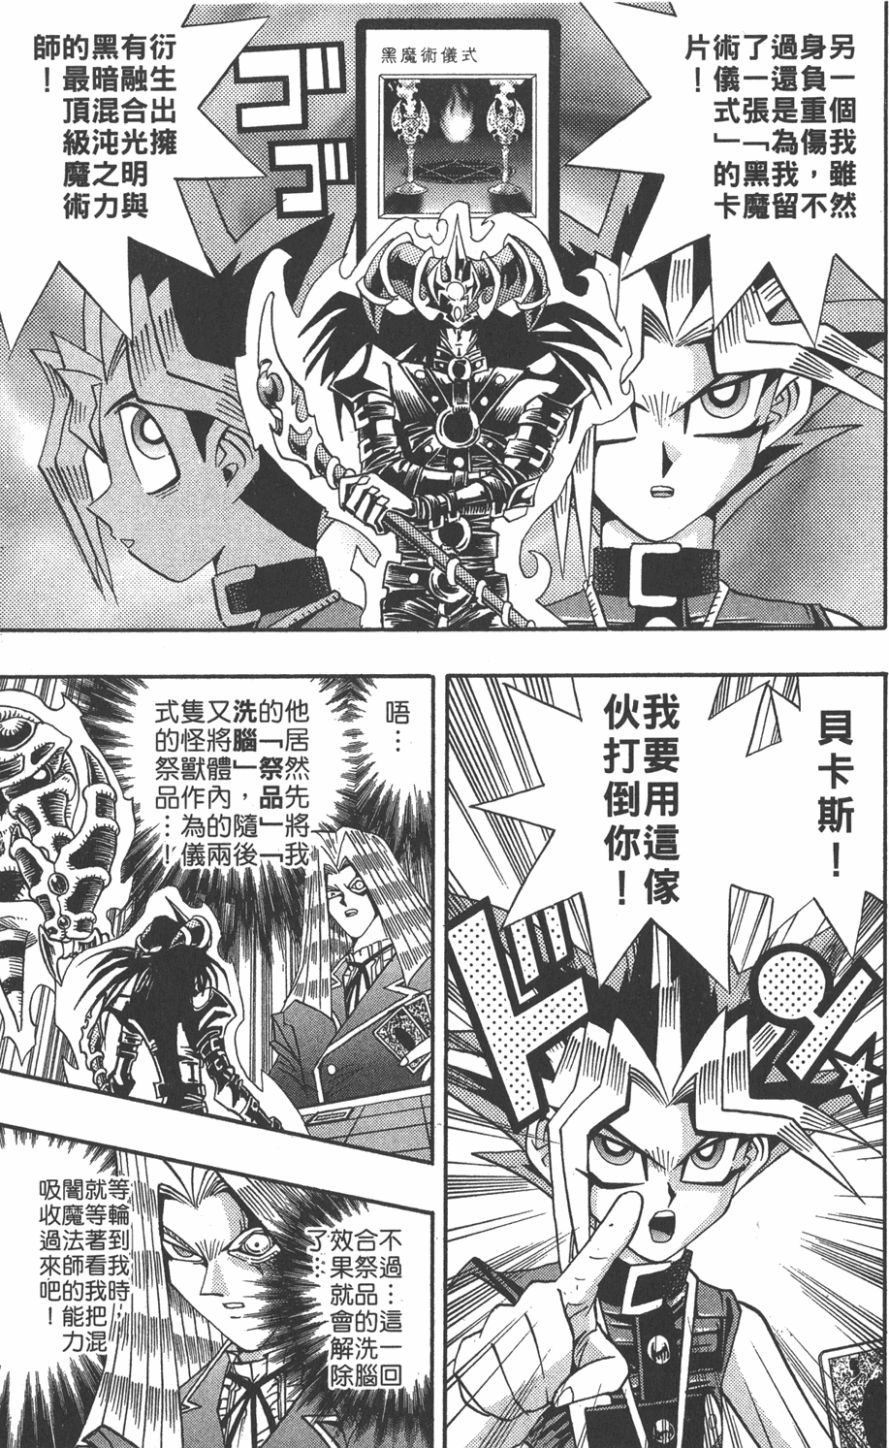 另一個我雖然
身負重傷，不
過還是為我留
了一張「黑魔
術儀式」的卡
片！
黑魔術儀式
ゴゴ
衍生出擁
有融合光明與
黑暗混沌之力
的最頂級魔術
師！
貝卡斯！
我要用這傢
伙打倒你！
ドン
唔…
他居然先將我
的「祭品」「
洗腦」，隨後
又將體內的兩
隻怪獸作為儀
式的祭品…！
不過…這一回
合祭品的洗腦
效果就會解除
了…
等輪到我時，
就等著看我把混
闇魔法師的能力
吸收過來吧！